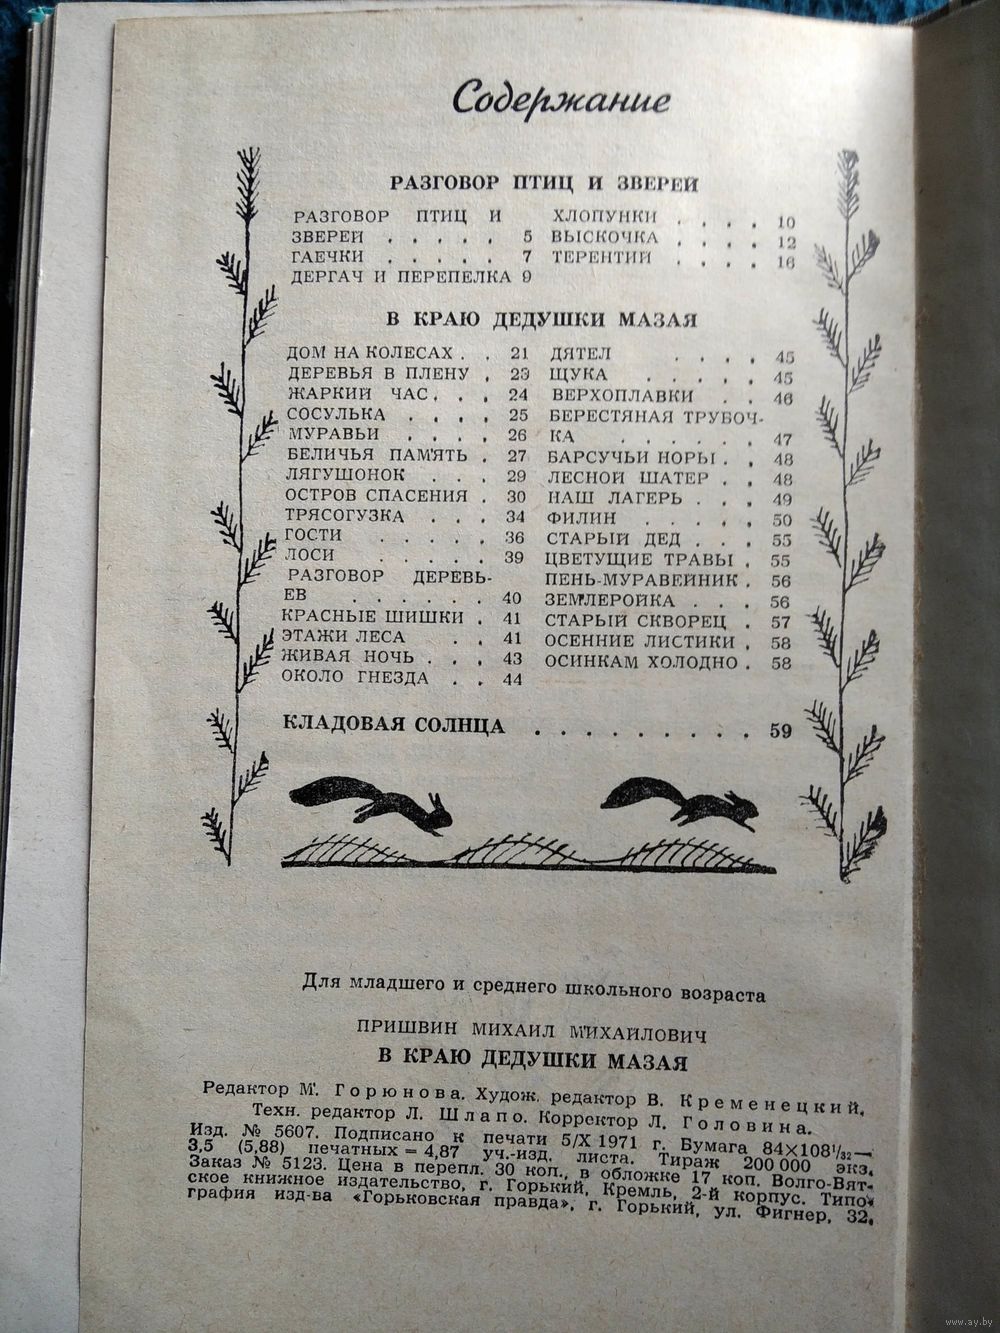 Содержание
РАЗГОВОР ПТИЦ И ЗВЕРЕЙ
РАЗГОВОР ПТИЦ И
ЗВЕРЕЙ . . . . . 5
ГАЕЧКИ . . . . . 7
ДЕРГАЧ И ПЕРЕПЕЛКА 9
ХЛОПУНКИ . . . . 10
ВЫСКОЧКА . . . . 12
ТЕРЕНТИЙ . . . . 16
В КРАЮ ДЕДУШКИ МАЗАЯ
ДОМ НА КОЛЕСАХ . . 21
ДЕРЕВЬЯ В ПЛЕНУ . 23
ЖАРКИЙ ЧАС . . . 24
СОСУЛЬКА . . . . 25
МУРАВЬИ . . . . 26
БЕЛИЧЬЯ ПАМЯТЬ . 27
ЛЯГУШОНОК . . . 29
ОСТРОВ СПАСЕНИЯ . 30
ТРЯСОГУЗКА . . . 34
ГОСТИ . . . . . 36
ЛОСИ . . . . . 39
РАЗГОВОР ДЕРЕВЬ-
ЕВ . . . . . . 40
КРАСНЫЕ ШИШКИ . 41
ЭТАЖИ ЛЕСА . . 41
ЖИВАЯ НОЧЬ . . . 43
ОКОЛО ГНЕЗДА . . 44
ДЯТЕЛ . . . . 45
ЩУКА . . . . . 45
ВЕРХОПЛАВКИ . . 46
БЕРЕСТЯНАЯ ТРУБОЧ-
КА . . . . . . 47
БАРСУЧЬИ НОРЫ . . 48
ЛЕСНОЙ ШАТЕР . . 48
НАШ ЛАГЕРЬ . . . 49
ФИЛИН . . . . . 50
СТАРЫЙ ДЕД . . . 55
ЦВЕТУЩИЕ ТРАВЫ . 55
ПЕНЬ-МУРАВЕЙНИК . 56
ЗЕМЛЕРОЙКА . . . 56
СТАРЫЙ СКВОРЕЦ . 57
ОСЕННИЕ ЛИСТИКИ . 58
ОСИНКАМ ХОЛОДНО . 58
КЛАДОВАЯ СОЛНЦА . . . . . . . . . 59
Для младшего и среднего школьного возраста
ПРИШВИН МИХАИЛ МИХАЙЛОВИЧ
В КРАЮ ДЕДУШКИ МАЗАЯ
Редактор М. Горюнова. Худож. редактор В. Кременецкий.
Техн. редактор Л. Шлапо. Корректор Л. Головина.
Изд. № 5607. Подписано к печати 5/X 1971 г. Бумага 84×108 1/32—
3,5 (5,88) печатных = 4,87 уч.-изд. листа. Тираж 200 000 экз.
Заказ № 5123. Цена в перепл. 30 коп., в обложке 17 коп. Волго-Вят-
ское книжное издательство, г. Горький, Кремль, 2-й корпус. Типо-
графия изд-ва «Горьковская правда», г. Горький, ул. Фигнер, 32.
www.ay.by